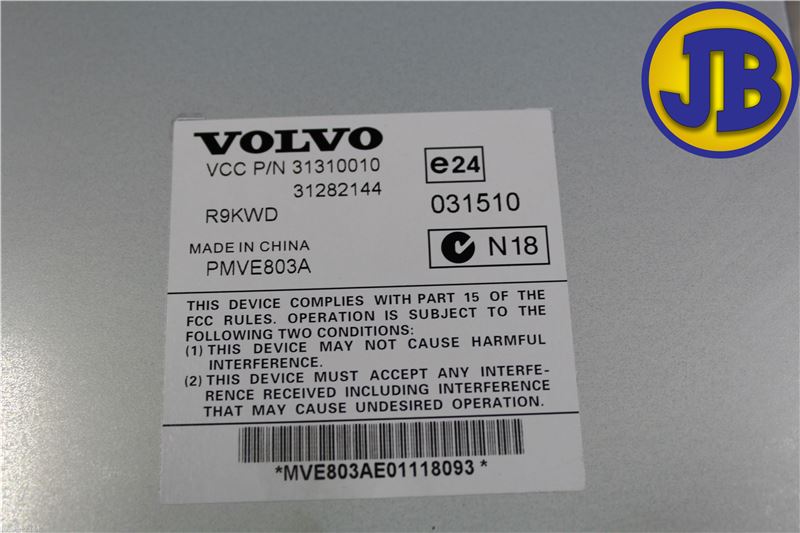 JB
VOLVO
VCC P/N 31310010
31282144
e24
R9KWD
031510
N18
MADE IN CHINA
PMVE803A
THIS DEVICE COMPLIES WITH PART 15 OF THE
FCC RULES. OPERATION IS SUBJECT TO THE
FOLLOWING TWO CONDITIONS:
(1) THIS DEVICE MAY NOT CAUSE HARMFUL
INTERFERENCE.
(2) THIS DEVICE MUST ACCEPT ANY INTERFE-
RENCE RECEIVED INCLUDING INTERFERENCE
THAT MAY CAUSE UNDESIRED OPERATION.
*MVE803AE01118093*